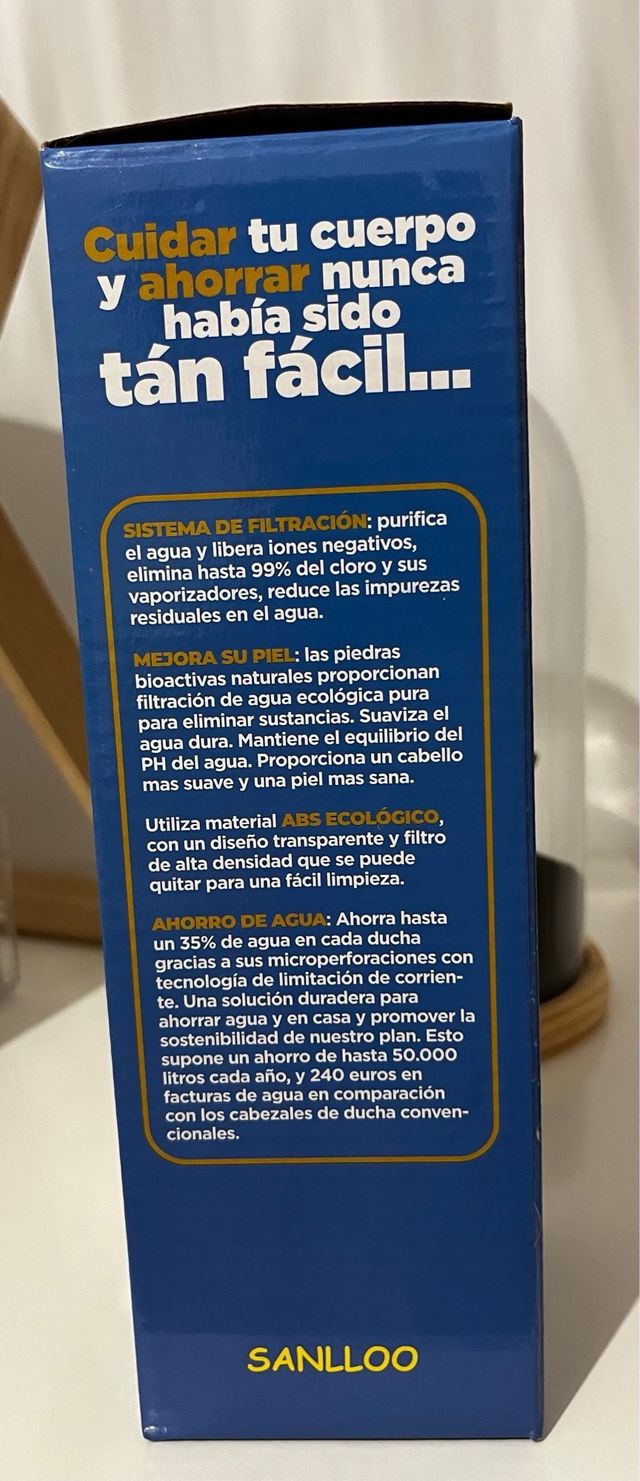 Cuidar tu cuerpo
y ahorrar nunca
había sido
tán fácil...
SISTEMA DE FILTRACIÓN: purifica
el agua y libera iones negativos,
elimina hasta 99% del cloro y sus
vaporizadores, reduce las impurezas
residuales en el agua.
MEJORA SU PIEL: las piedras
bioactivas naturales proporcionan
filtración de agua ecológica pura
para eliminar sustancias. Suaviza el
agua dura. Mantiene el equilibrio del
PH del agua. Proporciona un cabello
mas suave y una piel mas sana.
Utiliza material ABS ECOLÓGICO,
con un diseño transparente y filtro
de alta densidad que se puede
quitar para una fácil limpieza.
AHORRO DE AGUA: Ahorra hasta
un 35% de agua en cada ducha
gracias a sus microperforaciones con
tecnología de limitación de corrien-
te. Una solución duradera para
ahorrar agua y en casa y promover la
sostenibilidad de nuestro plan. Esto
supone un ahorro de hasta 50.000
litros cada año, y 240 euros en
facturas de agua en comparación
con los cabezales de ducha conven-
cionales.
SANLLOO